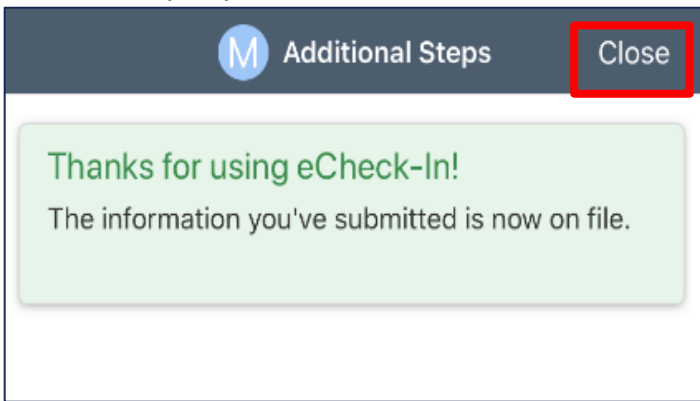 M Additional Steps Close
Thanks for using eCheck-In!
The information you've submitted is now on file.